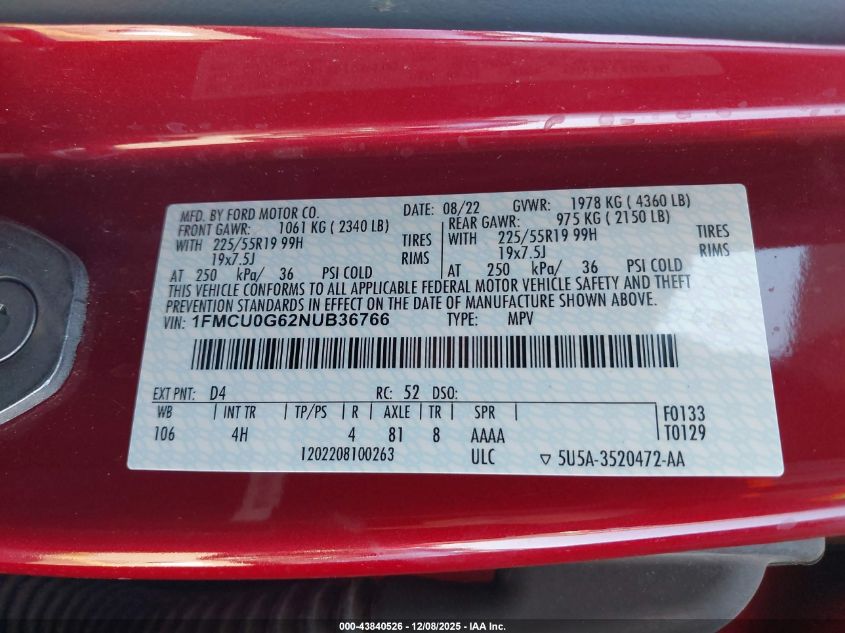 MFD. BY FORD MOTOR CO. DATE: 08/22 GVWR: 1978 KG ( 4360 LB)
FRONT GAWR: 1061 KG ( 2340 LB) REAR GAWR: 975 KG ( 2150 LB)
WITH 225/55R19 99H TIRES WITH 225/55R19 99H TIRES
19x7.5J RIMS 19x7.5J RIMS
AT 250 kPa/ 36 PSI COLD AT 250 kPa/ 36 PSI COLD
THIS VEHICLE CONFORMS TO ALL APPLICABLE FEDERAL MOTOR VEHICLE SAFETY AND THEFT
PREVENTION STANDARDS IN EFFECT ON THE DATE OF MANUFACTURE SHOWN ABOVE.
VIN: 1FMCU0G62NUB36766 TYPE: MPV
EXT PNT: D4 RC: 52 DSO:
WB INT TR TP/PS R AXLE TR SPR F0133
106 4H 4 81 8 AAAA T0129
1202208100263 ULC ▽ 5U5A-3520472-AA
000-43840526 - 12/08/2025 - IAA Inc.